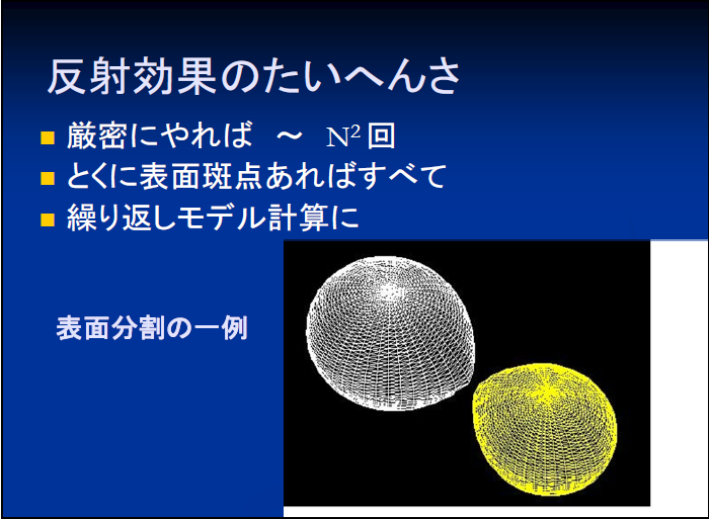 反射効果のたいへんさ
厳密にやれば ～ N²回
とくに表面斑点あればすべて
繰り返しモデル計算に
表面分割の一例